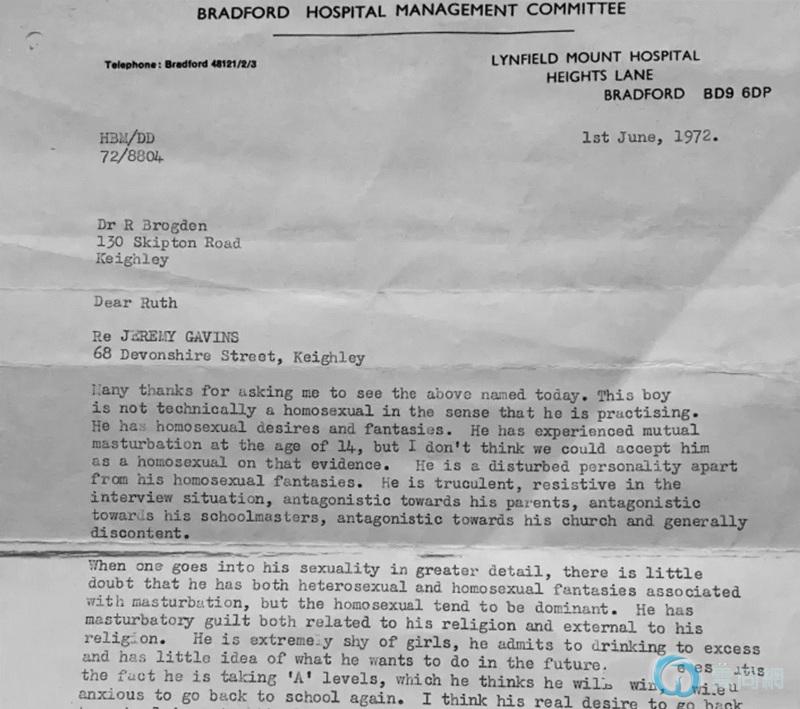 BRADFORD HOSPITAL MANAGEMENT COMMITTEE
Telephone: Bradford 48121/2/3
LYNFIELD MOUNT HOSPITAL
HEIGHTS LANE
BRADFORD BD9 6DP
HBM/DD
72/8804
1st June, 1972.
Dr R Brogden
130 Skipton Road
Keighley
Dear Ruth
Re JEREMY GAVINS
68 Devonshire Street, Keighley
Many thanks for asking me to see the above named today. This boy
is not technically a homosexual in the sense that he is practising.
He has homosexual desires and fantasies. He has experienced mutual
masturbation at the age of 14, but I don't think we could accept him
as a homosexual on that evidence. He is a disturbed personality apart
from his homosexual fantasies. He is truculent, resistive in the
interview situation, antagonistic towards his parents, antagonistic
towards his schoolmasters, antagonistic towards his church and generally
discontent.
When one goes into his sexuality in greater detail, there is little
doubt that he has both heterosexual and homosexual fantasies associated
with masturbation, but the homosexual tend to be dominant. He has
masturbatory guilt both related to his religion and external to his
religion. He is extremely shy of girls, he admits to drinking to excess
and has little idea of what he wants to do in the future.
the fact he is taking 'A' levels, which he thinks he will win,
anxious to go back to school again. I think his real desire to go back